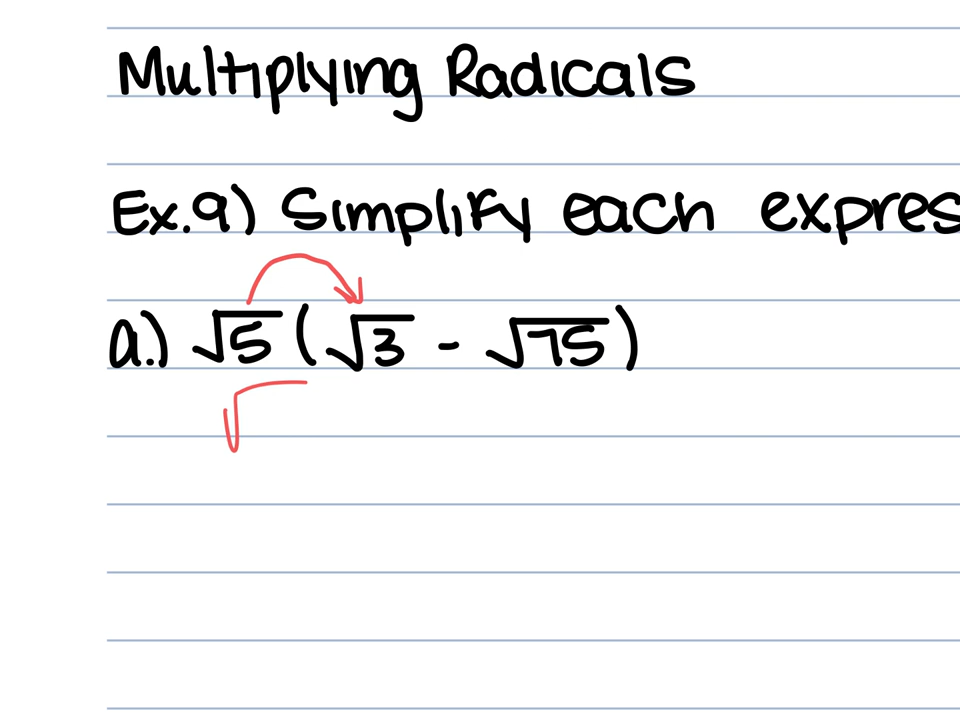 Multiplying Radicals
Ex.9) Simplify each expres
a.) √5 ( √3 - √75 )
√